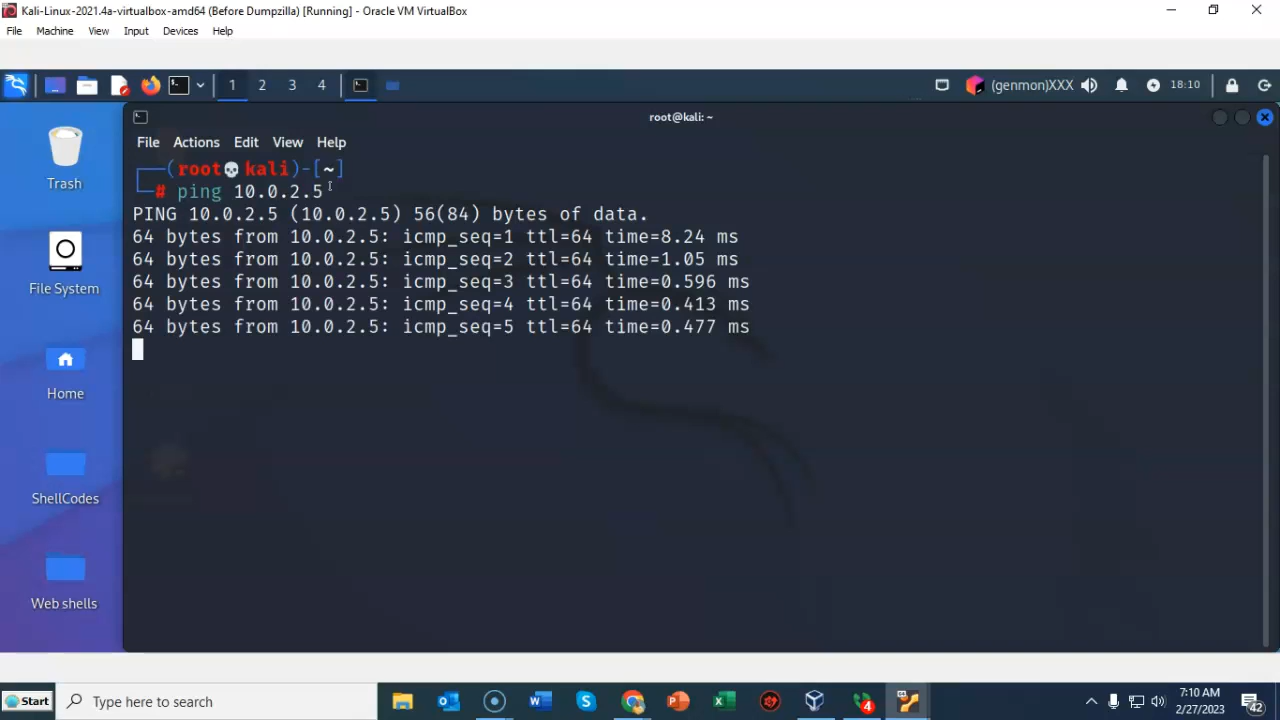 Kali-Linux-2021.4a-virtualbox-amd64 (Before Dumpzilla) [Running] - Oracle VM VirtualBox
File Machine View Input Devices Help
1 2 3 4 (genmon)XXX 18:10
root@kali: ~
File Actions Edit View Help
Trash
File System
Home
ShellCodes
Web shells
┌──(root💀kali)-[~]
└─# ping 10.0.2.5
PING 10.0.2.5 (10.0.2.5) 56(84) bytes of data.
64 bytes from 10.0.2.5: icmp_seq=1 ttl=64 time=8.24 ms
64 bytes from 10.0.2.5: icmp_seq=2 ttl=64 time=1.05 ms
64 bytes from 10.0.2.5: icmp_seq=3 ttl=64 time=0.596 ms
64 bytes from 10.0.2.5: icmp_seq=4 ttl=64 time=0.413 ms
64 bytes from 10.0.2.5: icmp_seq=5 ttl=64 time=0.477 ms
Start Type here to search 4 7:10 AM
2/27/2023 42